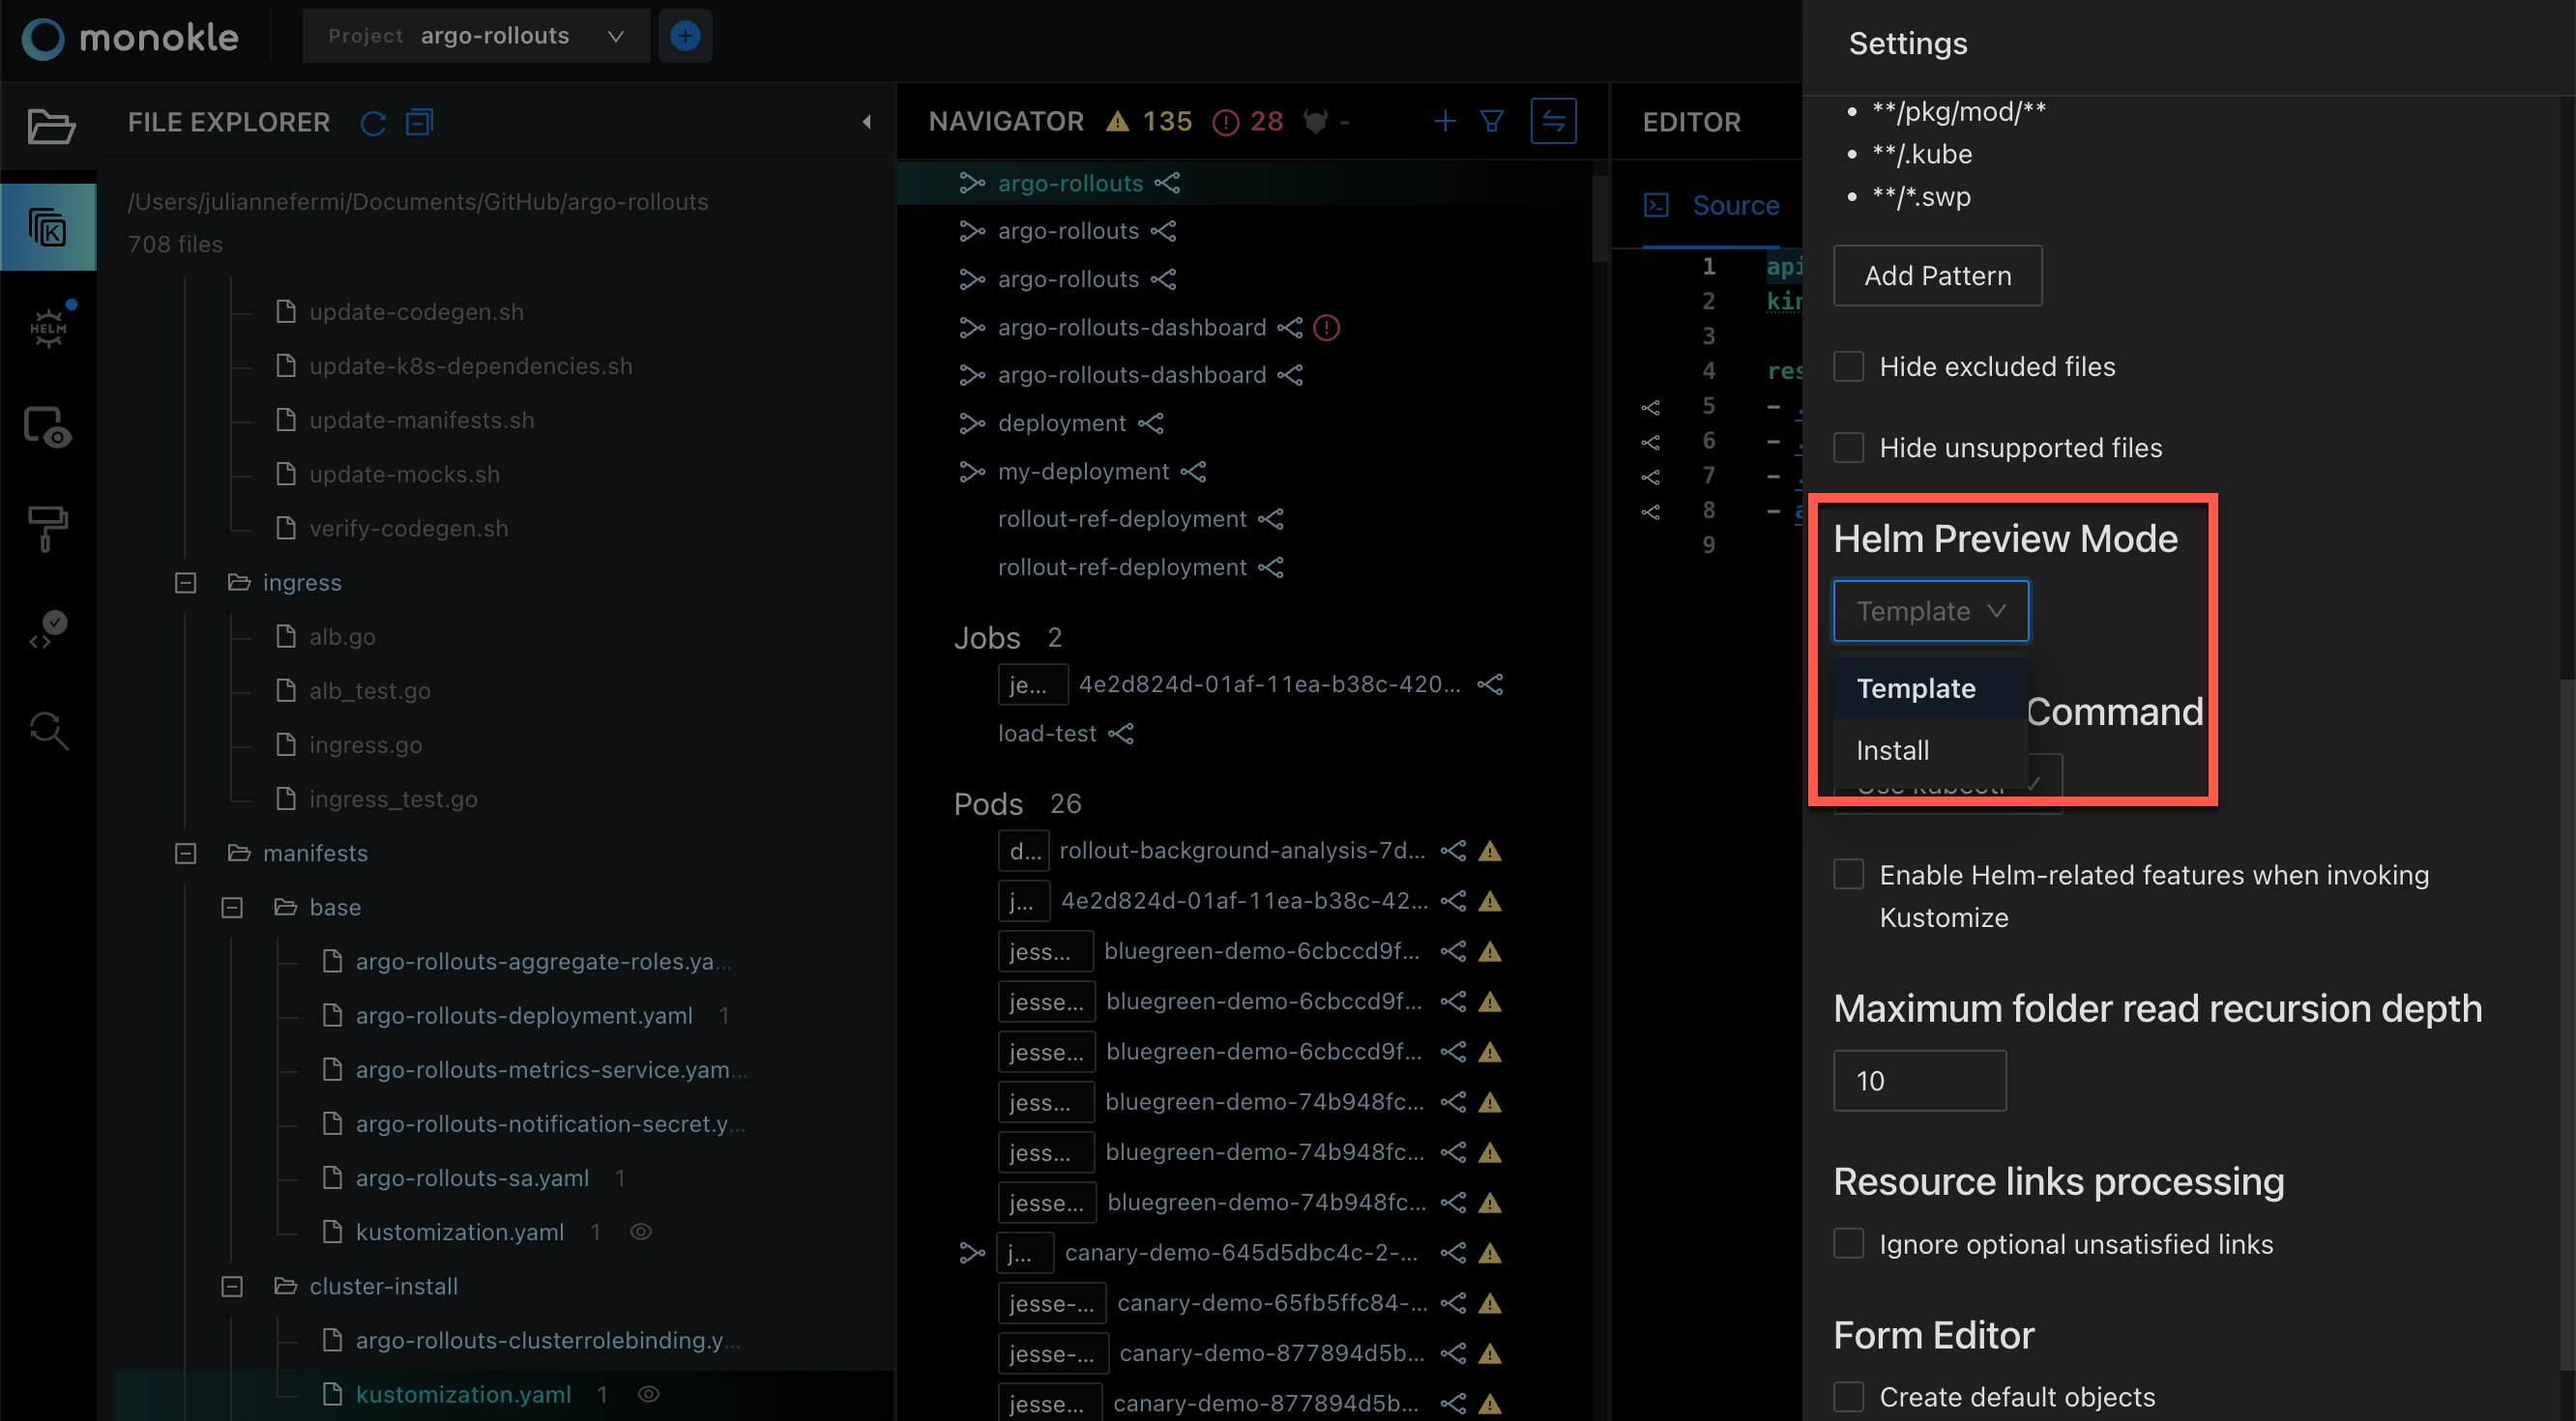 monokle
Project argo-rollouts
FILE EXPLORER
/Users/juliannefermi/Documents/GitHub/argo-rollouts
708 files
HELM
update-codegen.sh
update-k8s-dependencies.sh
update-manifests.sh
update-mocks.sh
verify-codegen.sh
ingress
alb.go
alb_test.go
ingress.go
ingress_test.go
manifests
base
argo-rollouts-aggregate-roles.ya...
argo-rollouts-deployment.yaml 1
argo-rollouts-metrics-service.yam...
argo-rollouts-notification-secret.y...
argo-rollouts-sa.yaml 1
kustomization.yaml 1
cluster-install
argo-rollouts-clusterrolebinding.y...
kustomization.yaml 1
NAVIGATOR 135 28 -
argo-rollouts
argo-rollouts
argo-rollouts
argo-rollouts-dashboard
argo-rollouts-dashboard
deployment
my-deployment
rollout-ref-deployment
rollout-ref-deployment
Jobs 2
je... 4e2d824d-01af-11ea-b38c-420...
load-test
Pods 26
d... rollout-background-analysis-7d...
j... 4e2d824d-01af-11ea-b38c-42...
jess... bluegreen-demo-6cbccd9f...
jesse... bluegreen-demo-6cbccd9f...
jesse... bluegreen-demo-6cbccd9f...
jess... bluegreen-demo-74b948fc...
jess... bluegreen-demo-74b948fc...
jesse... bluegreen-demo-74b948fc...
j... canary-demo-645d5dbc4c-2-...
jesse-... canary-demo-65fb5ffc84-...
jesse-... canary-demo-877894d5b...
jesse... canary-demo-877894d5b...
EDITOR
Source
1 api
2 kin
3
4 res
5 -
6 -
7 -
8 - a
9
Settings
• **/pkg/mod/**
• **/.kube
• **/*.swp
Add Pattern
Hide excluded files
Hide unsupported files
Helm Preview Mode
Template
Template
Install
Command
Use kubectl
Enable Helm-related features when invoking
Kustomize
Maximum folder read recursion depth
10
Resource links processing
Ignore optional unsatisfied links
Form Editor
Create default objects